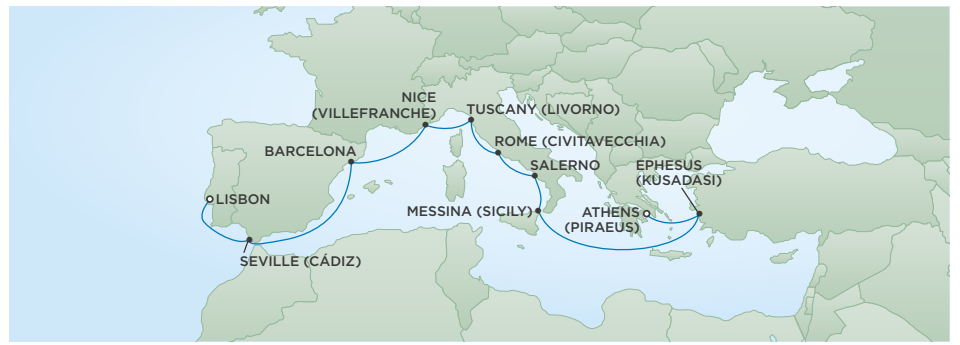 NICE
(VILLEFRANCHE)
TUSCANY (LIVORNO)
ROME (CIVITAVECCHIA)
BARCELONA
SALERNO
EPHESUS
(KUSADASI)
LISBON
MESSINA (SICILY)
ATHENS
(PIRAEUS)
SEVILLE (CÁDIZ)